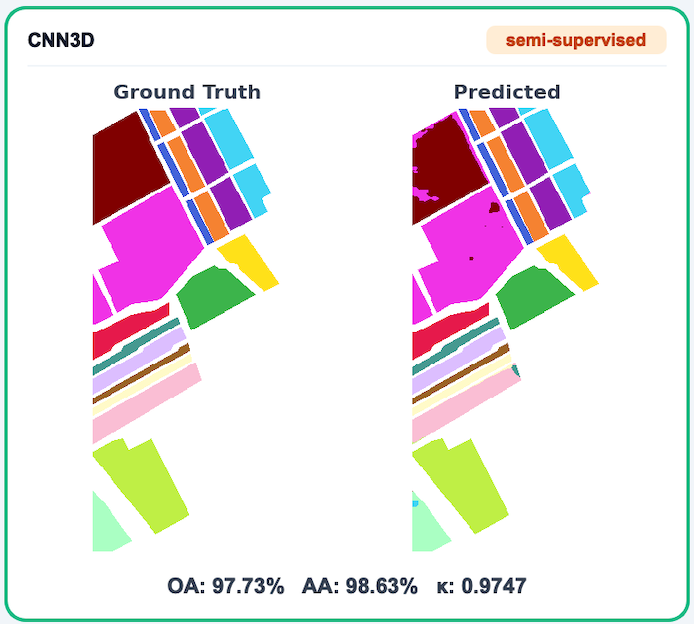 CNN3D
semi-supervised
Ground Truth
Predicted
OA: 97.73% AA: 98.63% κ: 0.9747